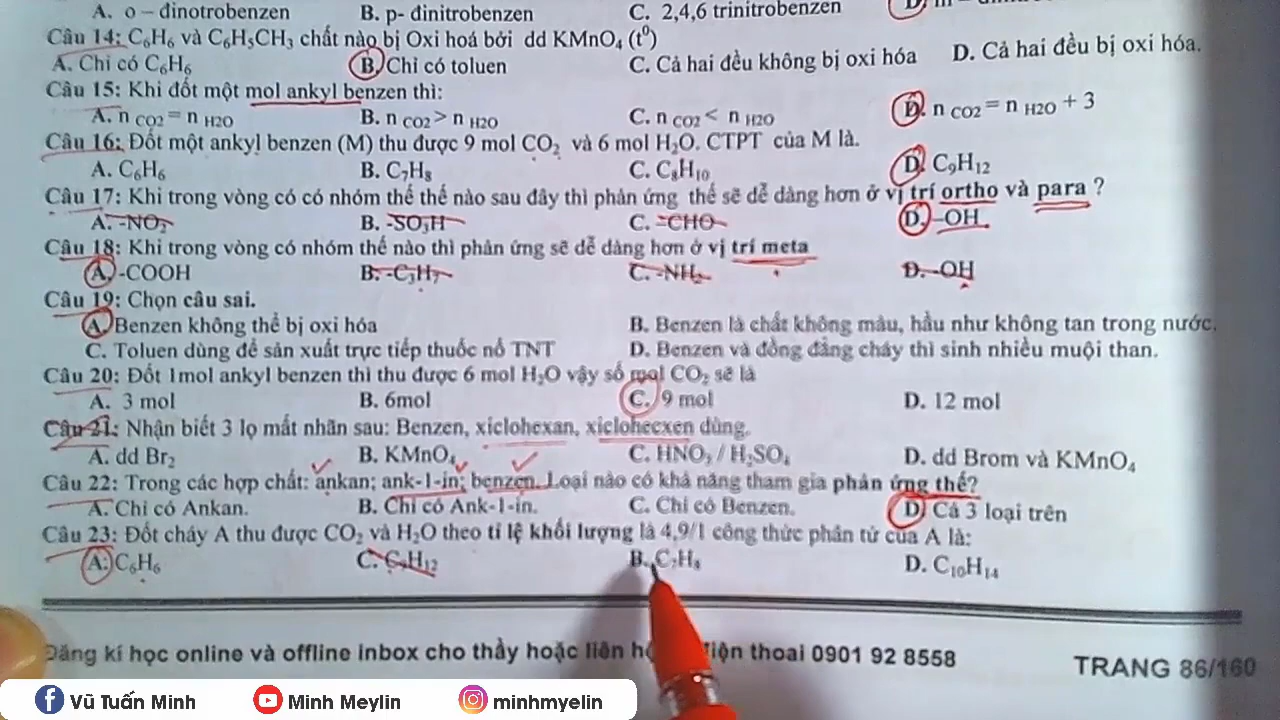 A. o – đinotrobenzen B. p- đinitrobenzen C. 2,4,6 trinitrobenzen
Câu 14: C₆H₆ và C₆H₅CH₃ chất nào bị Oxi hoá bởi dd KMnO₄ (t⁰)
A. Chỉ có C₆H₆ B. Chỉ có toluen C. Cả hai đều không bị oxi hóa D. Cả hai đều bị oxi hóa.
Câu 15: Khi đốt một mol ankyl benzen thì:
A. n CO2 = n H2O B. n CO2 > n H2O C. n CO2 < n H2O D. n CO2 = n H2O + 3
Câu 16: Đốt một ankyl benzen (M) thu được 9 mol CO₂ và 6 mol H₂O. CTPT của M là.
A. C₆H₆ B. C₇H₈ C. C₈H₁₀ D. C₉H₁₂
Câu 17: Khi trong vòng có có nhóm thế thế nào sau đây thì phản ứng thế sẽ dễ dàng hơn ở vị trí ortho và para ?
A. -NO₂ B. -SO₃H C. -CHO D. –OH
Câu 18: Khi trong vòng có nhóm thế nào thì phản ứng sẽ dễ dàng hơn ở vị trí meta
A. -COOH B. -C₃H₇ C. -NH₂ D. -OH
Câu 19: Chọn câu sai.
A. Benzen không thể bị oxi hóa B. Benzen là chất không màu, hầu như không tan trong nước.
C. Toluen dùng để sản xuất trực tiếp thuốc nổ TNT D. Benzen và đồng đẳng cháy thì sinh nhiều muội than.
Câu 20: Đốt 1mol ankyl benzen thì thu được 6 mol H₂O vậy số mol CO₂ sẽ là
A. 3 mol B. 6mol C. 9 mol D. 12 mol
Câu 21: Nhận biết 3 lọ mất nhãn sau: Benzen, xiclohexan, xiclohecxen dùng.
A. dd Br₂ B. KMnO₄ C. HNO₃ / H₂SO₄ D. dd Brom và KMnO₄
Câu 22: Trong các hợp chất: ankan; ank-1-in; benzen. Loại nào có khả năng tham gia phản ứng thế?
A. Chỉ có Ankan. B. Chỉ có Ank-1-in. C. Chỉ có Benzen. D. Cả 3 loại trên
Câu 23: Đốt cháy A thu được CO₂ và H₂O theo tỉ lệ khối lượng là 4,9/1 công thức phân tử của A là:
A. C₆H₆ C. C₉H₁₂ B. C₇H₈ D. C₁₀H₁₄
Đăng kí học online và offline inbox cho thầy hoặc liên điện thoai 0901 92 8558
TRANG 86/160
Vũ Tuấn Minh Minh Meylin minhmyelin